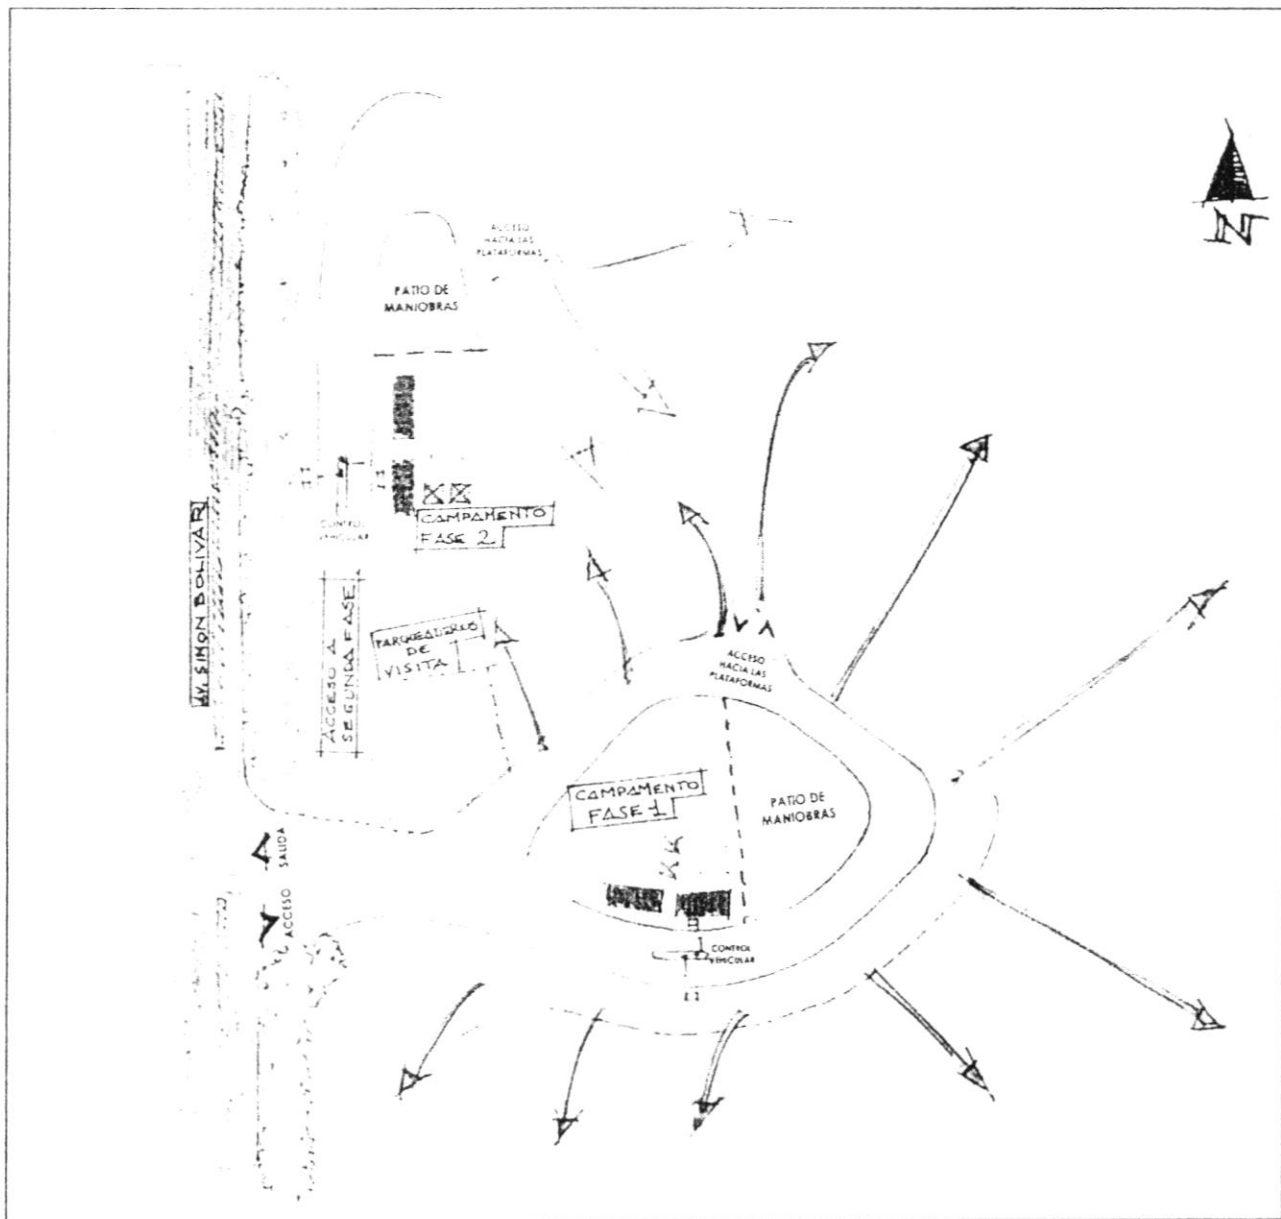 N
ACCESO
HACIA LAS
PLATAFORMAS
PATIO DE
MANIOBRAS
AV. SIMON BOLIVAR
CONTROL
VEHICULAR
CAMPAMENTO
FASE 2
ACCESO A
SEGUNDA FASE
PARQUEADEROS
DE
VISITA
ACCESO
HACIA LAS
PLATAFORMAS
CAMPAMENTO
FASE 1
PATIO DE
MANIOBRAS
SALIDA
ACCESO
CONTROL
VEHICULAR